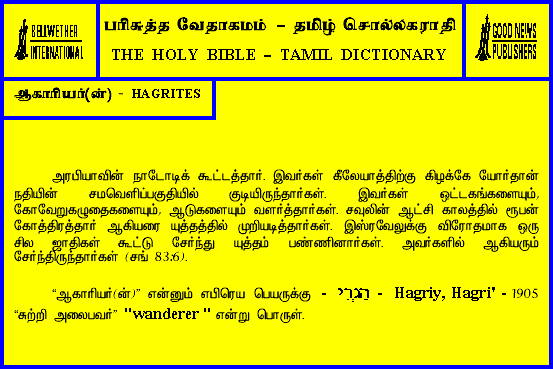 BELLWETHER
INTERNATIONAL
பரிசுத்த வேதாகமம் – தமிழ் சொல்லகராதி
THE HOLY BIBLE – TAMIL DICTIONARY
GOOD NEWS
PUBLISHERS
ஆகாரியர்(ன்) - HAGRITES
அரபியாவின் நாடோடிக் கூட்டத்தார். இவர்கள் கீலேயாத்திற்கு கிழக்கே யோர்தான்
நதியின் சமவெளிப்பகுதியில் குடியிருந்தார்கள். இவர்கள் ஒட்டகங்களையும்,
கோவேறுகழுதைகளையும், ஆடுகளையும் வளர்த்தார்கள். சவுலின் ஆட்சி காலத்தில் ரூபன்
கோத்திரத்தார் ஆகியரை யுத்தத்தில் முறியடித்தார்கள். இஸ்ரவேலுக்கு விரோதமாக ஒரு
சில ஜாதிகள் கூட்டு சேர்ந்து யுத்தம் பண்ணினார்கள். அவர்களில் ஆகியரும்
சேர்ந்திருந்தார்கள் (சங் 83:6).
“ஆகாரியர்(ன்)” என்னும் எபிரெய பெயருக்கு - הַגְרִי - Hagriy, Hagri' - 1905
“சுற்றி அலைபவர்” "wanderer " என்று பொருள்.